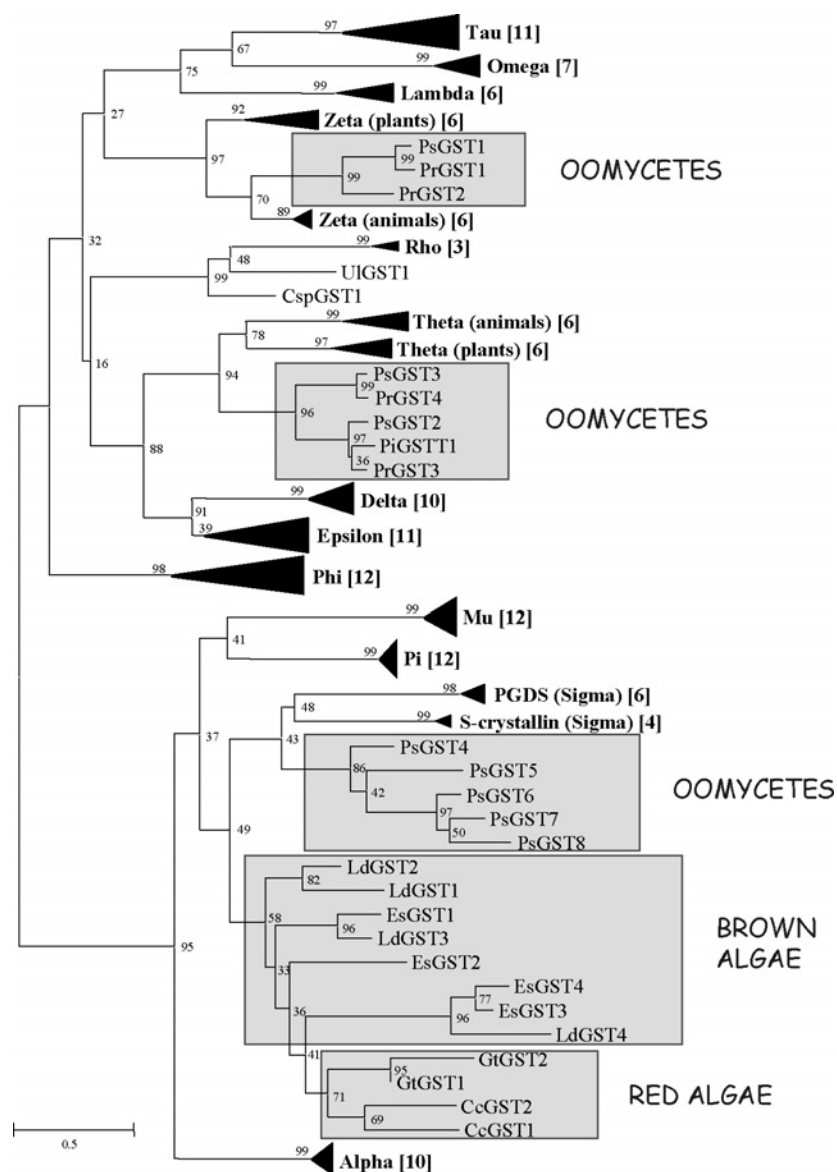 97
Tau [11]
67
99
Omega [7]
75
99
Lambda [6]
27
92
Zeta (plants) [6]
97
PsGST1
99
PrGST1
99
PrGST2
OOMYCETES
70
89
Zeta (animals) [6]
32
99
Rho [3]
48
99
UlGST1
CspGST1
99
Theta (animals) [6]
78
97
Theta (plants) [6]
16
94
PsGST3
99
PrGST4
96
PsGST2
97
PiGSTT1
36
PrGST3
OOMYCETES
88
99
Delta [10]
91
39
Epsilon [11]
98
Phi [12]
99
Mu [12]
41
99
Pi [12]
98
PGDS (Sigma) [6]
48
99
S-crystallin (Sigma) [4]
37
43
PsGST4
86
PsGST5
42
PsGST6
97
PsGST7
50
PsGST8
OOMYCETES
49
LdGST2
82
LdGST1
58
EsGST1
96
LdGST3
33
EsGST2
EsGST4
77
EsGST3
36
96
LdGST4
BROWN
ALGAE
95
41
GtGST2
95
GtGST1
71
CcGST2
69
CcGST1
RED ALGAE
0.5
99
Alpha [10]